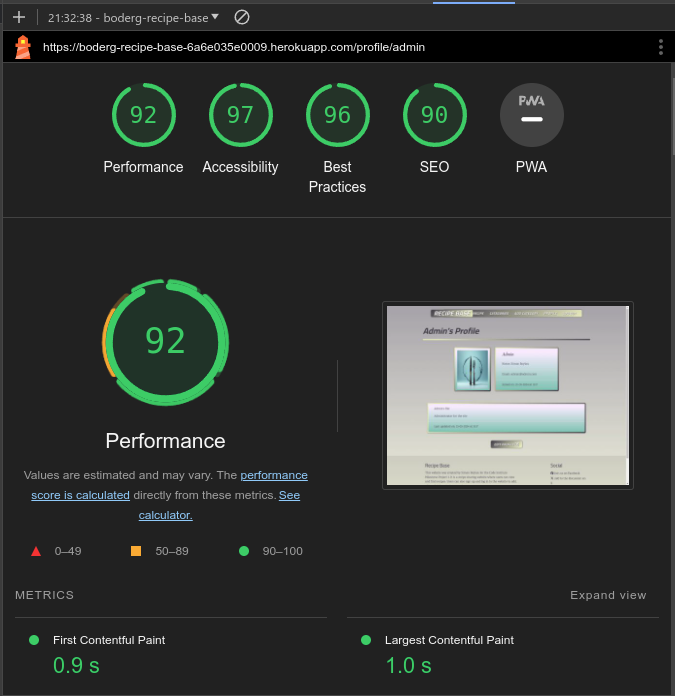 21:32:38 - boderg-recipe-base
https://boderg-recipe-base-6a6e035e0009.herokuapp.com/profile/admin
92
97
96
90
PWA
Performance
Accessibility
Best
Practices
SEO
PWA
92
RECIPE BASE
Admin's Profile
Recipe Base
Social
Performance
Values are estimated and may vary. The performance
score is calculated directly from these metrics. See
calculator.
0–49
50–89
90–100
METRICS
Expand view
First Contentful Paint
0.9 s
Largest Contentful Paint
1.0 s